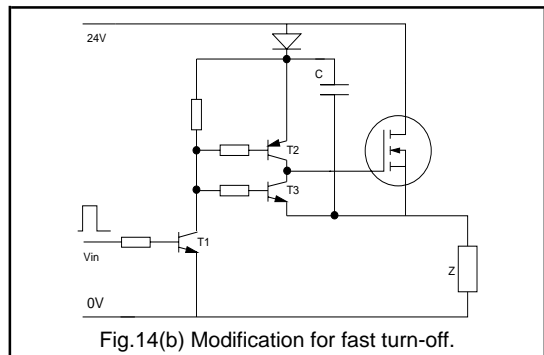 24V
C
T2
T3
T1
Vin
Z
0V
Fig.14(b) Modification for fast turn-off.